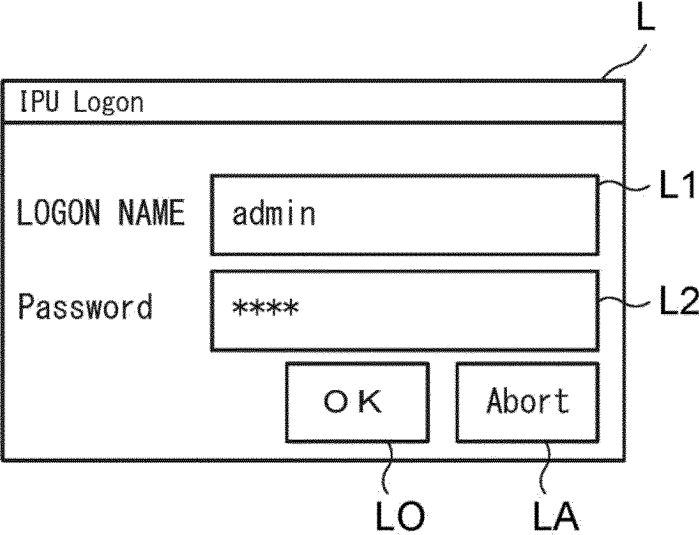 L
IPU Logon
LOGON NAME admin L1
Password **** L2
OK Abort
LO LA